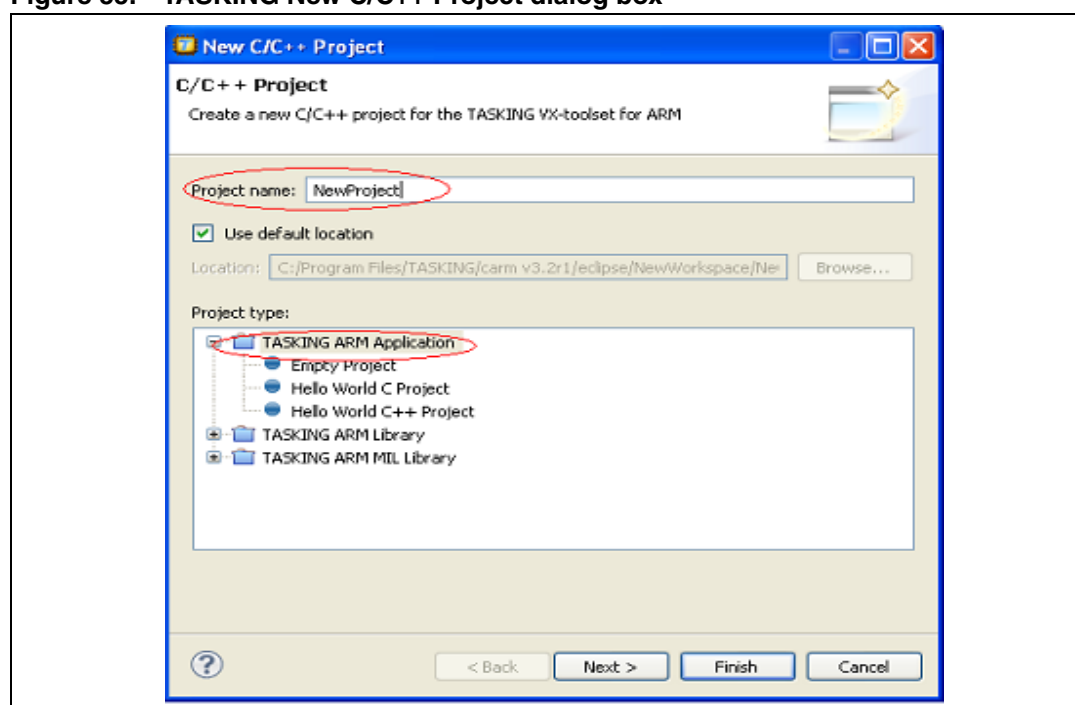 TASKING New C/C++ Project dialog box
New C/C++ Project
C/C++ Project
Create a new C/C++ project for the TASKING VX-toolset for ARM
Project name: NewProject
Use default location
Location: C:/Program Files/TASKING/carm v3.2r1/eclipse/NewWorkspace/Ne Browse...
Project type:
TASKING ARM Application
Empty Project
Hello World C Project
Hello World C++ Project
TASKING ARM Library
TASKING ARM MIL Library
< Back Next > Finish Cancel